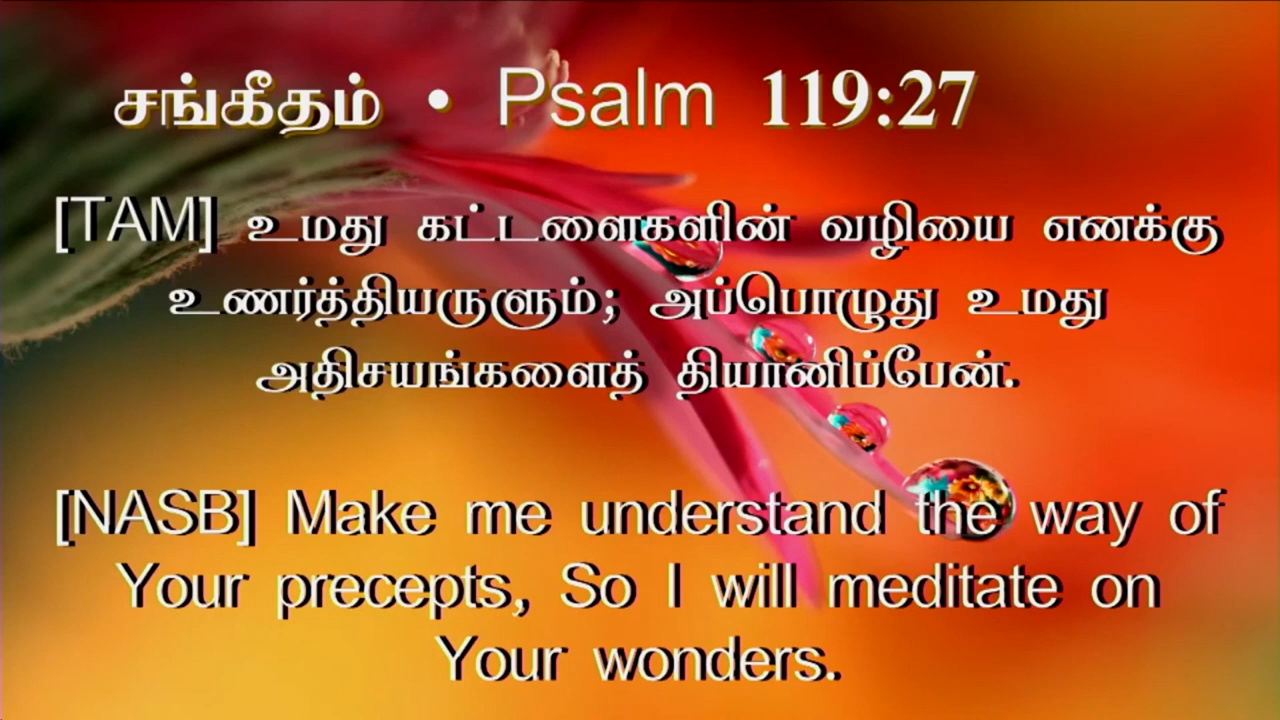 சங்கீதம் • Psalm 119:27
[TAM] உமது கட்டளைகளின் வழியை எனக்கு
உணர்த்தியருளும்; அப்பொழுது உமது
அதிசயங்களைத் தியானிப்பேன்.
[NASB] Make me understand the way of
Your precepts, So I will meditate on
Your wonders.